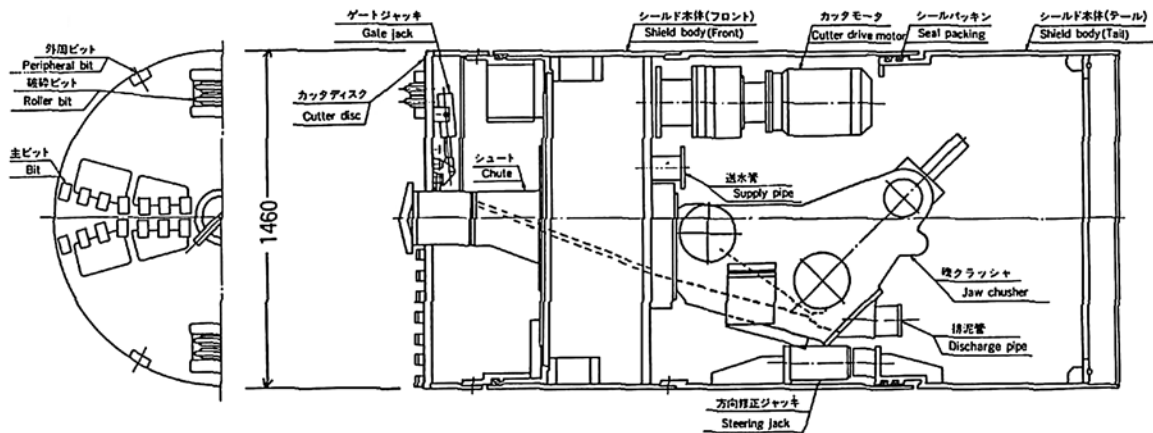 外周ビット
Peripheral bit
破砕ビット
Roller bit
主ビット
Bit
1460
ゲートジャッキ
Gate jack
カッタディスク
Cutter disc
シュート
Chute
シールド本体(フロント)
Shield body(Front)
カッタモータ
Cutter drive motor
シールパッキン
Seal packing
シールド本体(テール)
Shield body(Tail)
送水管
Supply pipe
クラッシャ
Jaw chusher
排泥管
Discharge pipe
方向修正ジャッキ
Steering jack